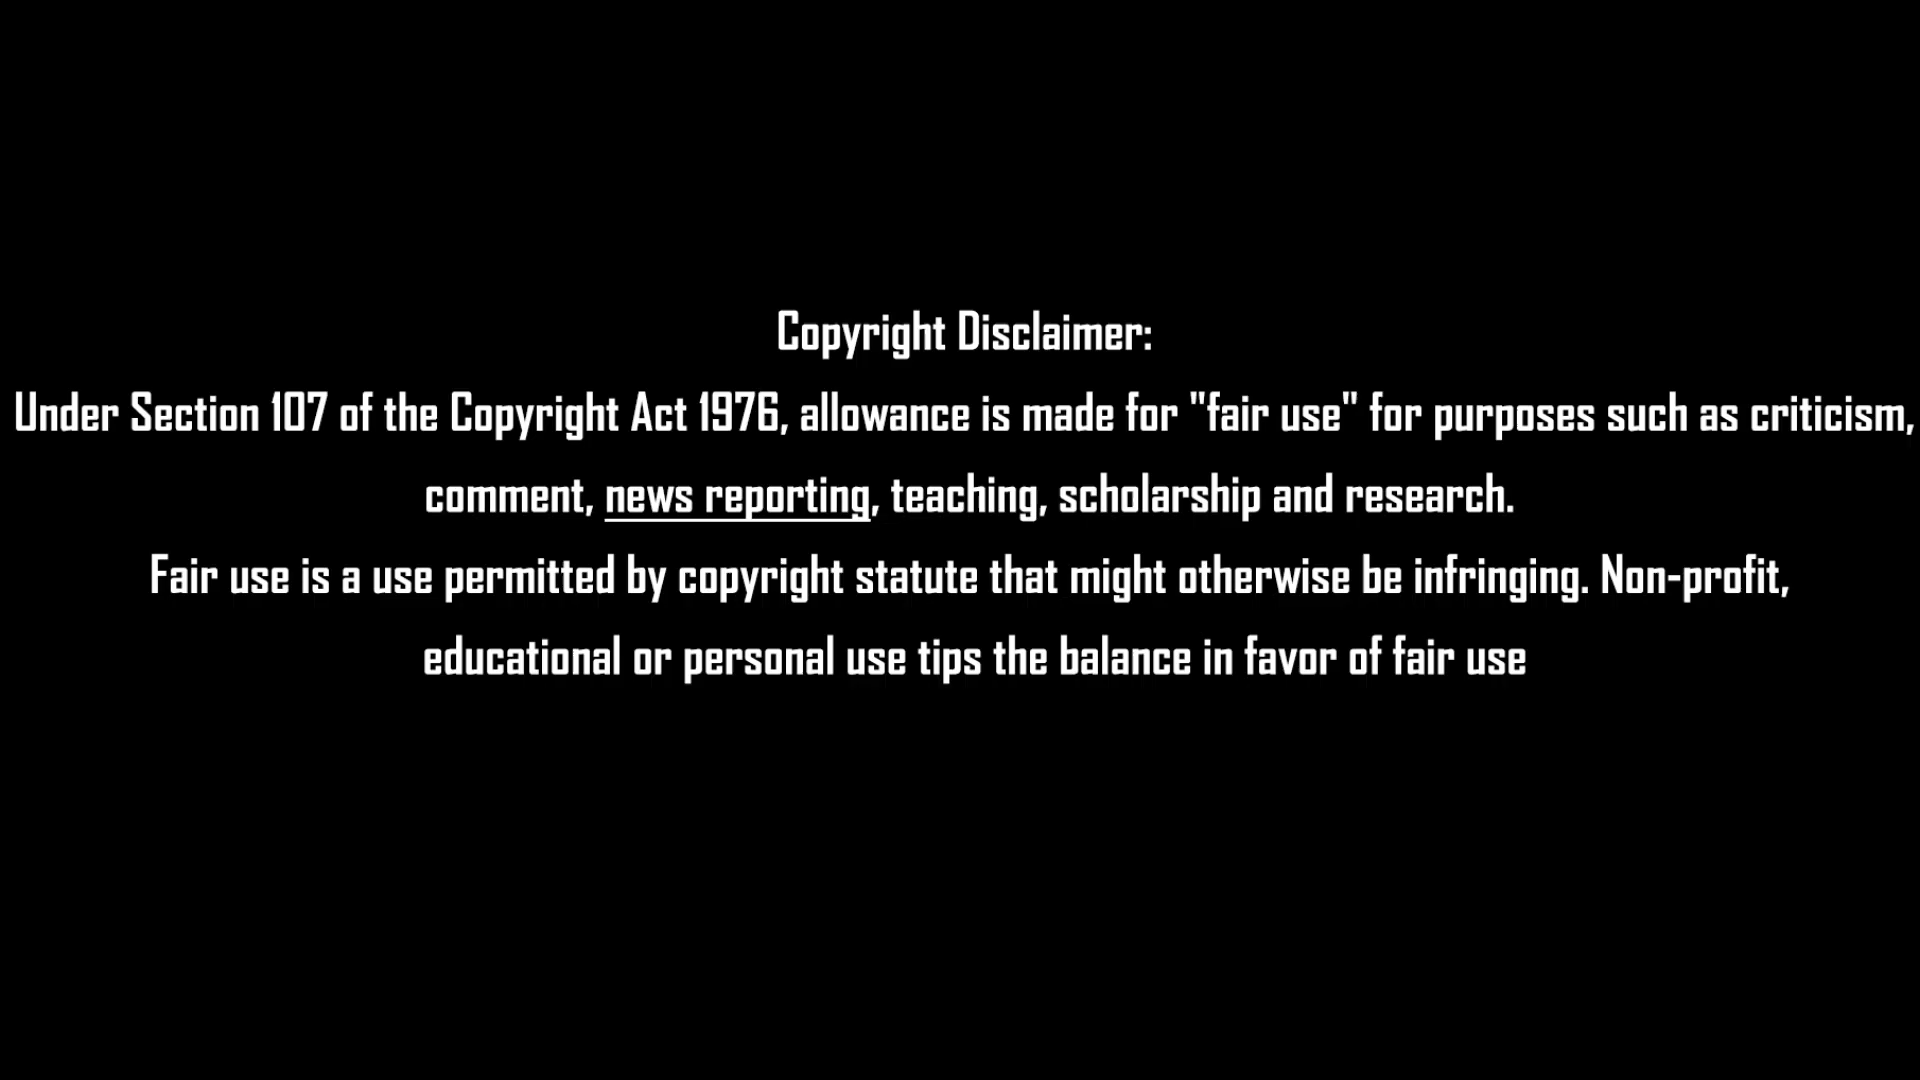 Copyright Disclaimer:
Under Section 107 of the Copyright Act 1976, allowance is made for "fair use" for purposes such as criticism,
comment, news reporting, teaching, scholarship and research.
Fair use is a use permitted by copyright statute that might otherwise be infringing. Non-profit,
educational or personal use tips the balance in favor of fair use